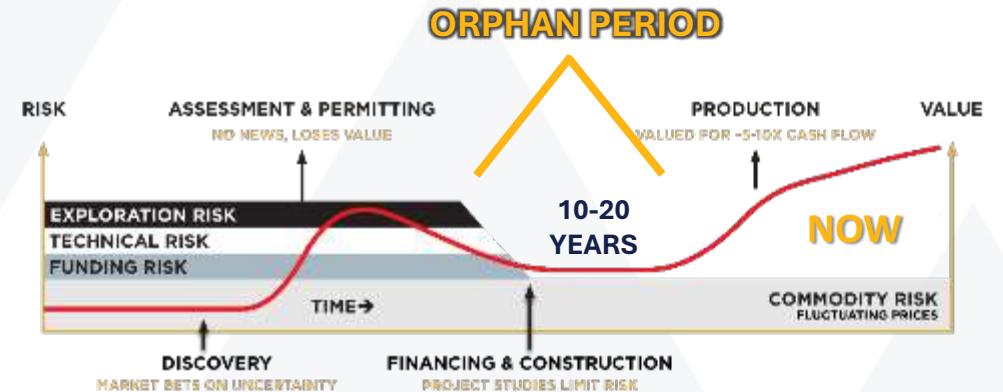 ORPHAN PERIOD
RISK
ASSESSMENT & PERMITTING
NO NEWS, LOSES VALUE
PRODUCTION
VALUED FOR ~5-10X CASH FLOW
VALUE
EXPLORATION RISK
TECHNICAL RISK
FUNDING RISK
10-20
YEARS
NOW
TIME→
COMMODITY RISK
FLUCTUATING PRICES
DISCOVERY
MARKET BETS ON UNCERTAINTY
FINANCING & CONSTRUCTION
PROJECT STUDIES LIMIT RISK